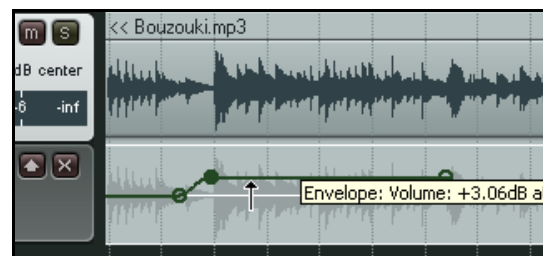 m S
<< Bouzouki.mp3
dB center
-6 -inf
Envelope: Volume: +3.06dB a